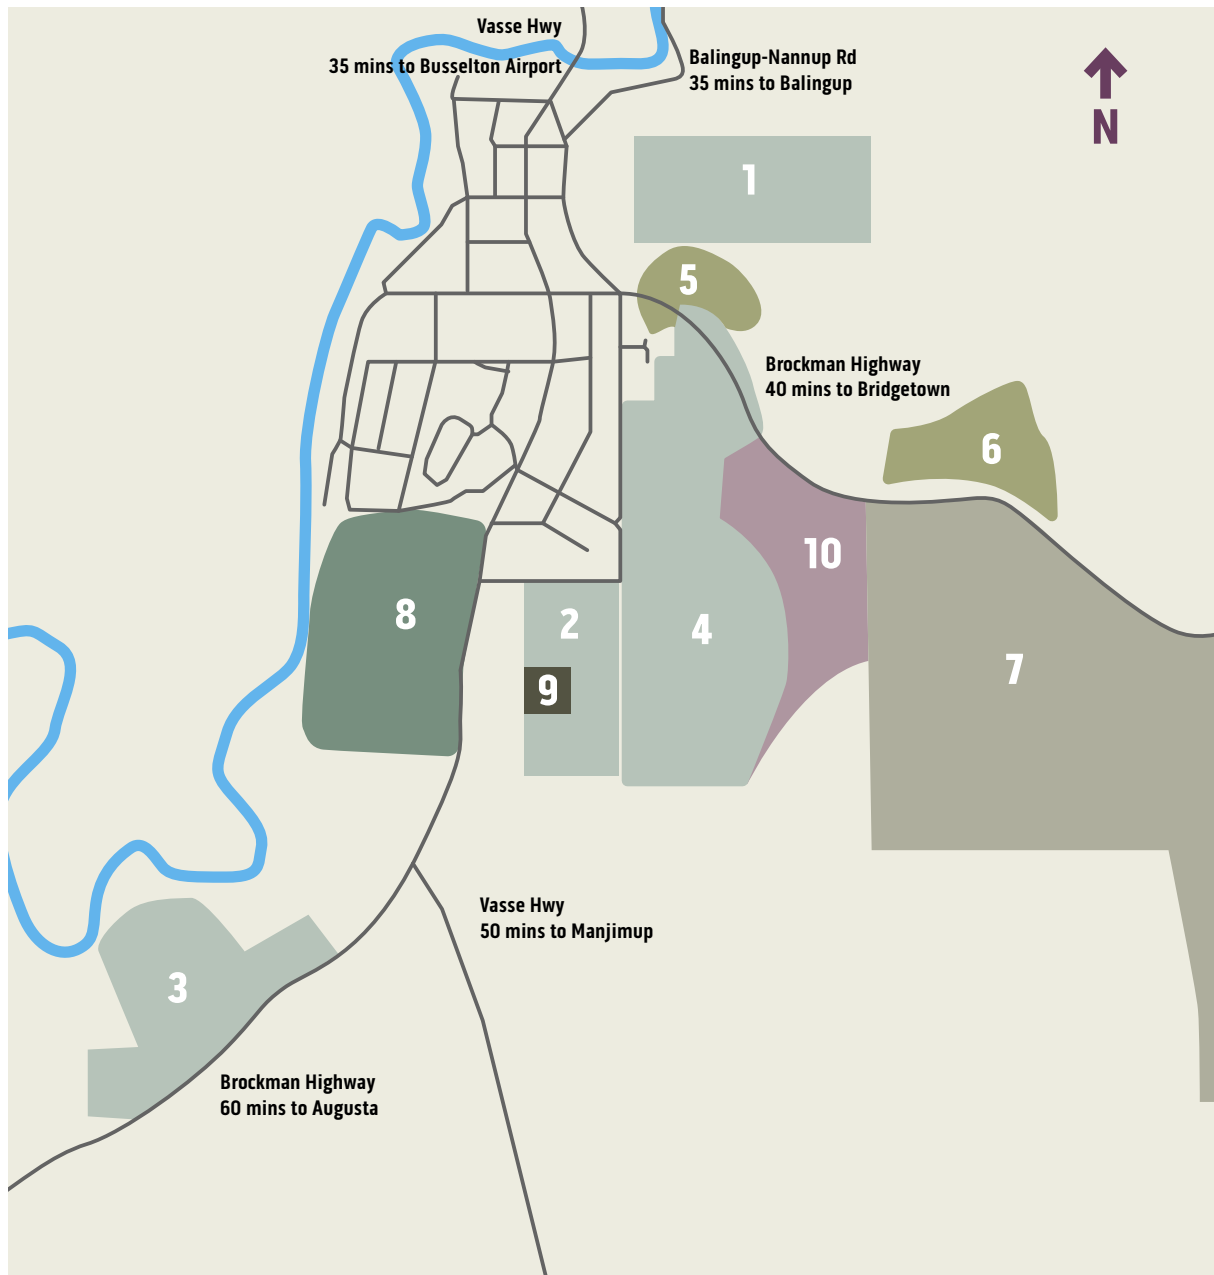 Vasse Hwy
35 mins to Busselton Airport
Balingup-Nannup Rd
35 mins to Balingup
N
1
5
Brockman Highway
40 mins to Bridgetown
6
10
8
2
4
7
9
Vasse Hwy
50 mins to Manjimup
3
Brockman Highway
60 mins to Augusta